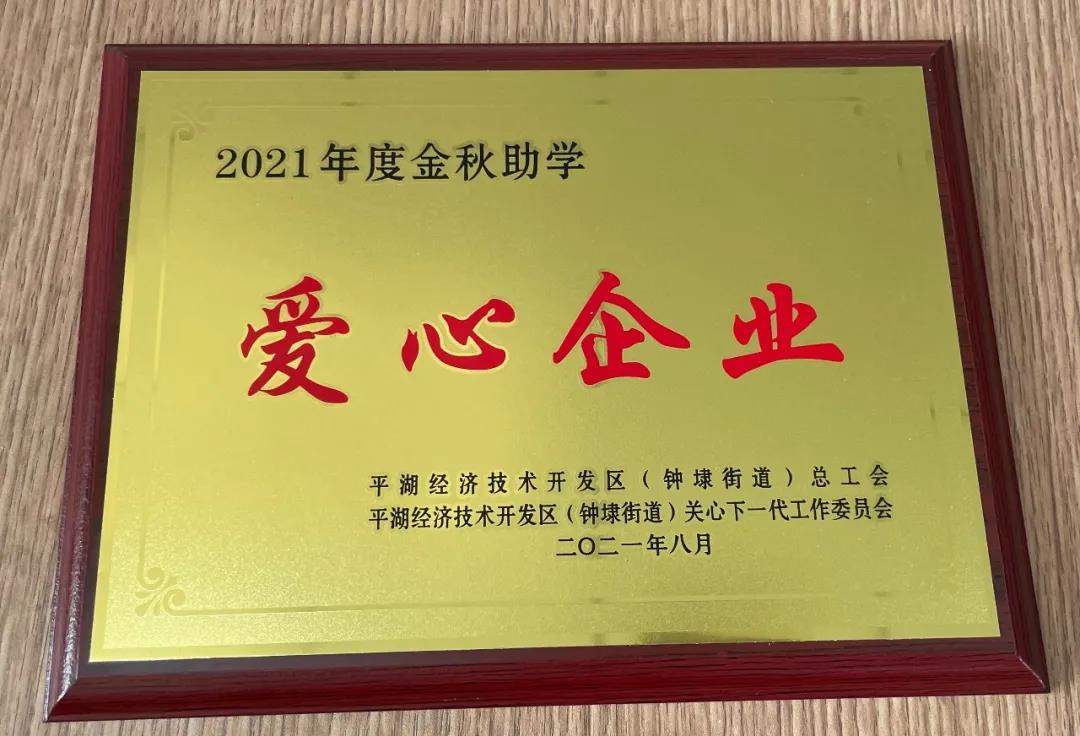 2021年度金秋助学
爱心企业
平湖经济技术开发区（钟埭街道）总工会
平湖经济技术开发区（钟埭街道）关心下一代工作委员会
二〇二一年八月